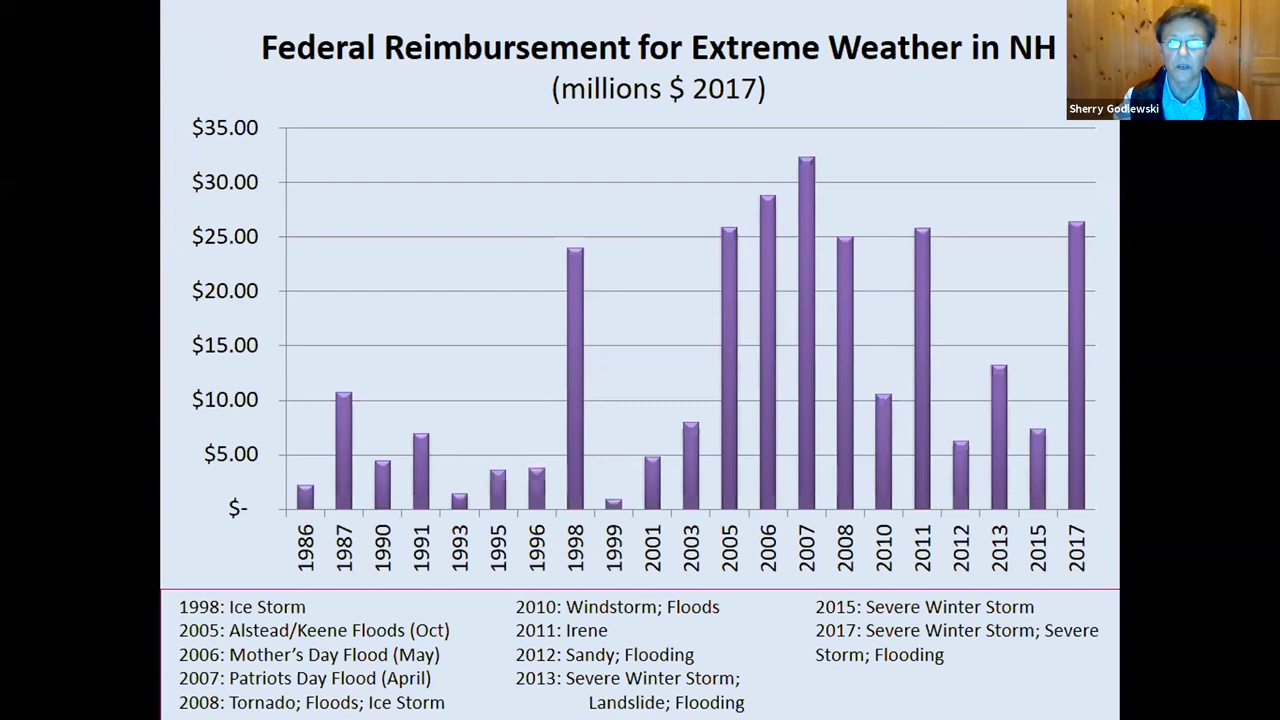 Federal Reimbursement for Extreme Weather in NH
(millions $ 2017)
Sherry Godlewski
$35.00
$30.00
$25.00
$20.00
$15.00
$10.00
$5.00
$-
1986
1987
1990
1991
1993
1995
1996
1998
1999
2001
2003
2005
2006
2007
2008
2010
2011
2012
2013
2015
2017
1998: Ice Storm
2005: Alstead/Keene Floods (Oct)
2006: Mother's Day Flood (May)
2007: Patriots Day Flood (April)
2008: Tornado; Floods; Ice Storm
2010: Windstorm; Floods
2011: Irene
2012: Sandy; Flooding
2013: Severe Winter Storm;
Landslide; Flooding
2015: Severe Winter Storm
2017: Severe Winter Storm; Severe
Storm; Flooding